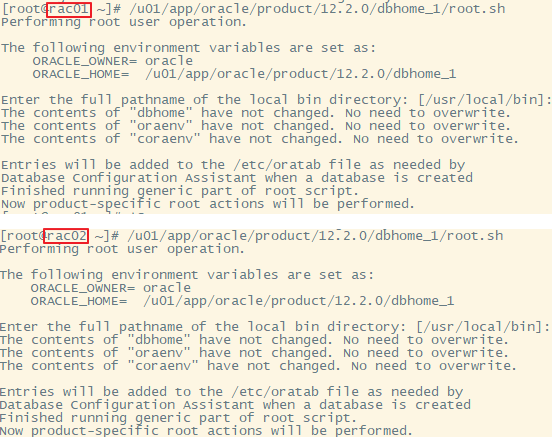 [root@rac01 ~]# /u01/app/oracle/product/12.2.0/dbhome_1/root.sh
Performing root user operation.
The following environment variables are set as:
ORACLE_OWNER= oracle
ORACLE_HOME= /u01/app/oracle/product/12.2.0/dbhome_1
Enter the full pathname of the local bin directory: [/usr/local/bin]:
The contents of "dbhome" have not changed. No need to overwrite.
The contents of "oraenv" have not changed. No need to overwrite.
The contents of "coraenv" have not changed. No need to overwrite.
Entries will be added to the /etc/oratab file as needed by
Database Configuration Assistant when a database is created
Finished running generic part of root script.
Now product-specific root actions will be performed.
[root@rac02 ~]# /u01/app/oracle/product/12.2.0/dbhome_1/root.sh
Performing root user operation.
The following environment variables are set as:
ORACLE_OWNER= oracle
ORACLE_HOME= /u01/app/oracle/product/12.2.0/dbhome_1
Enter the full pathname of the local bin directory: [/usr/local/bin]:
The contents of "dbhome" have not changed. No need to overwrite.
The contents of "oraenv" have not changed. No need to overwrite.
The contents of "coraenv" have not changed. No need to overwrite.
Entries will be added to the /etc/oratab file as needed by
Database Configuration Assistant when a database is created
Finished running generic part of root script.
Now product-specific root actions will be performed.